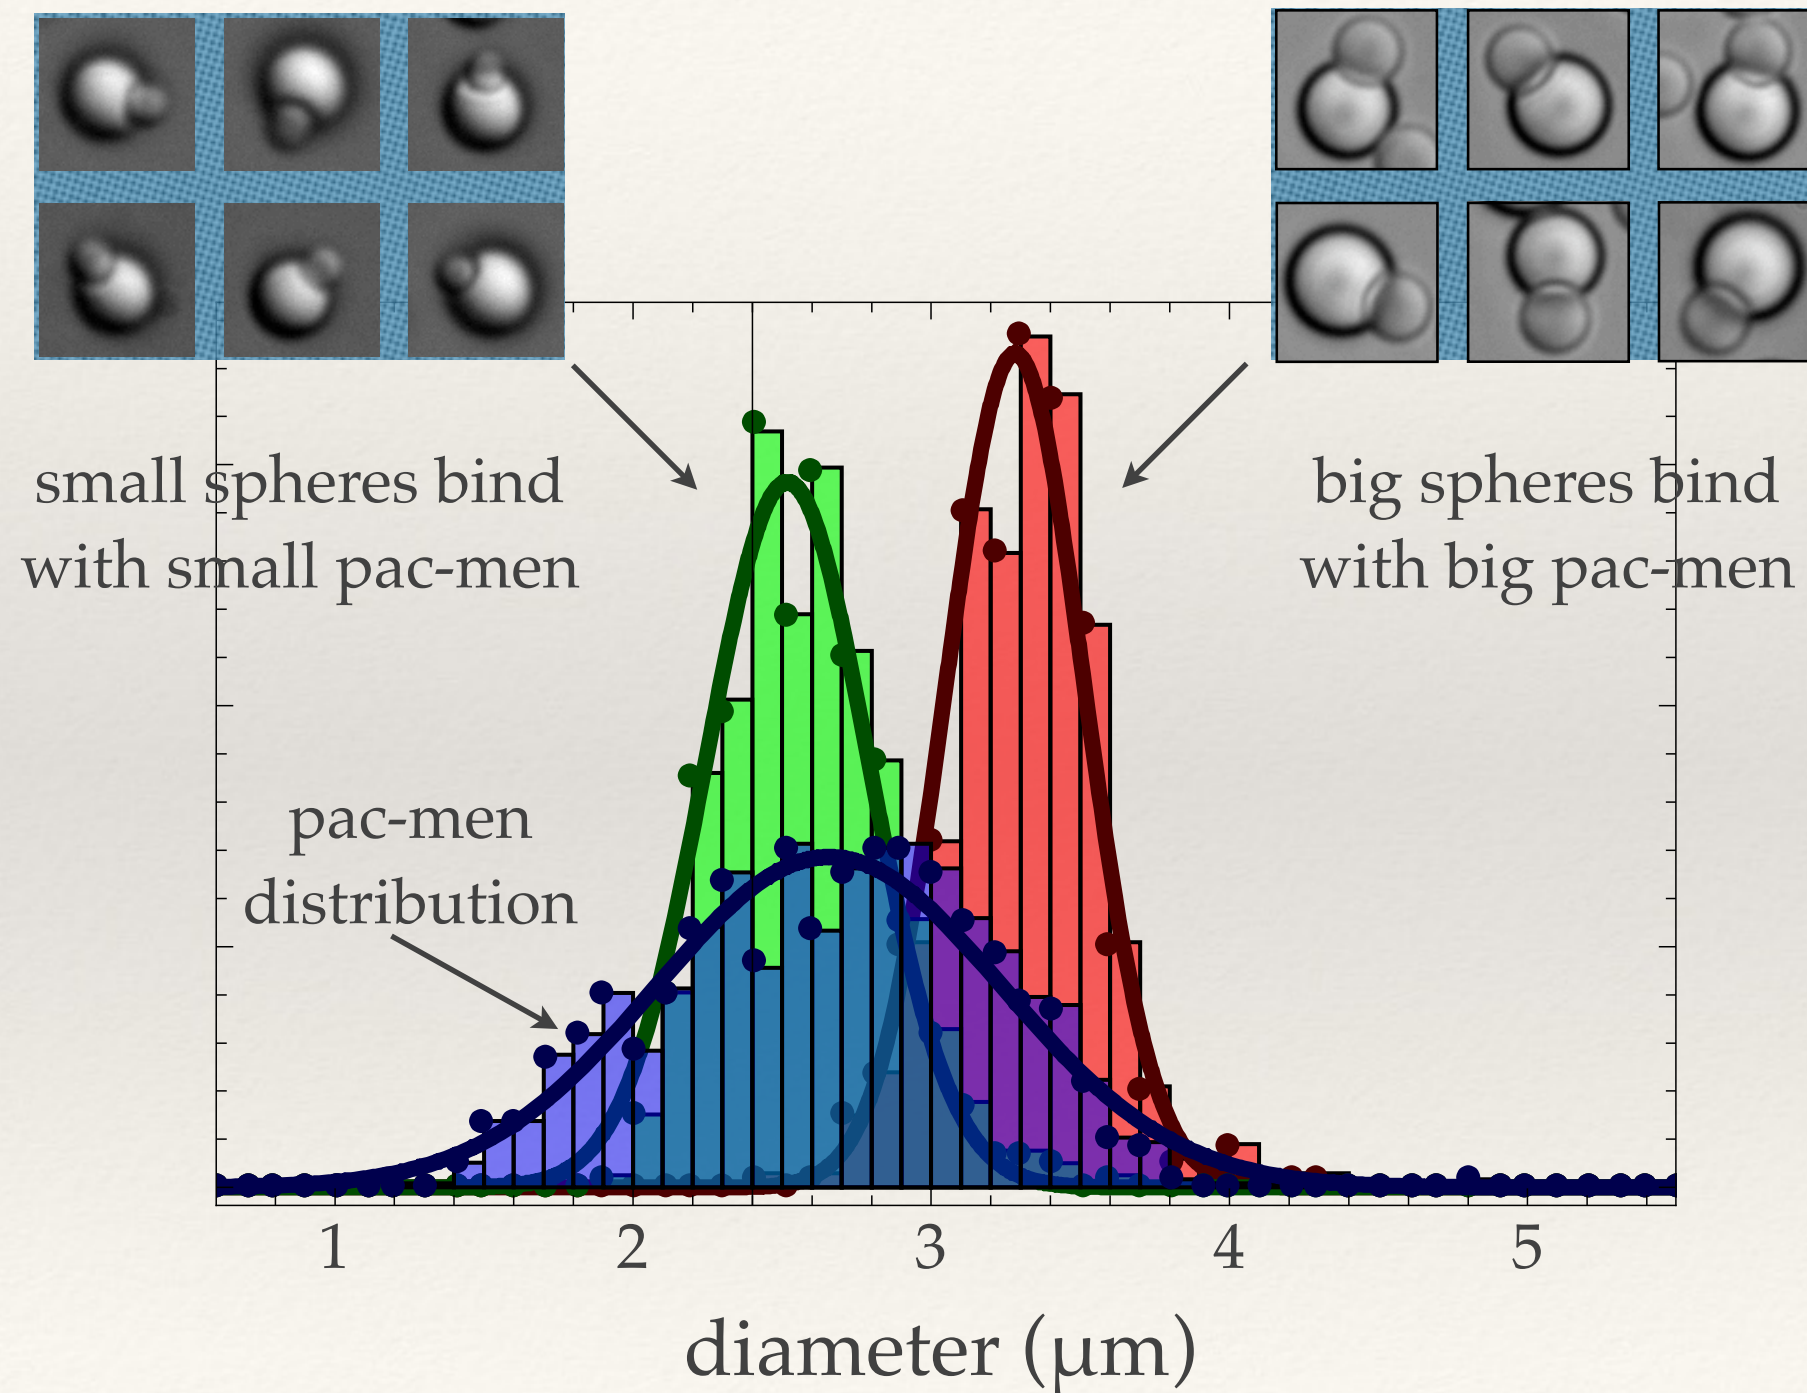 small spheres bind
with small pac-men
big spheres bind
with big pac-men
pac-men
distribution
1 2 3 4 5
diameter (μm)